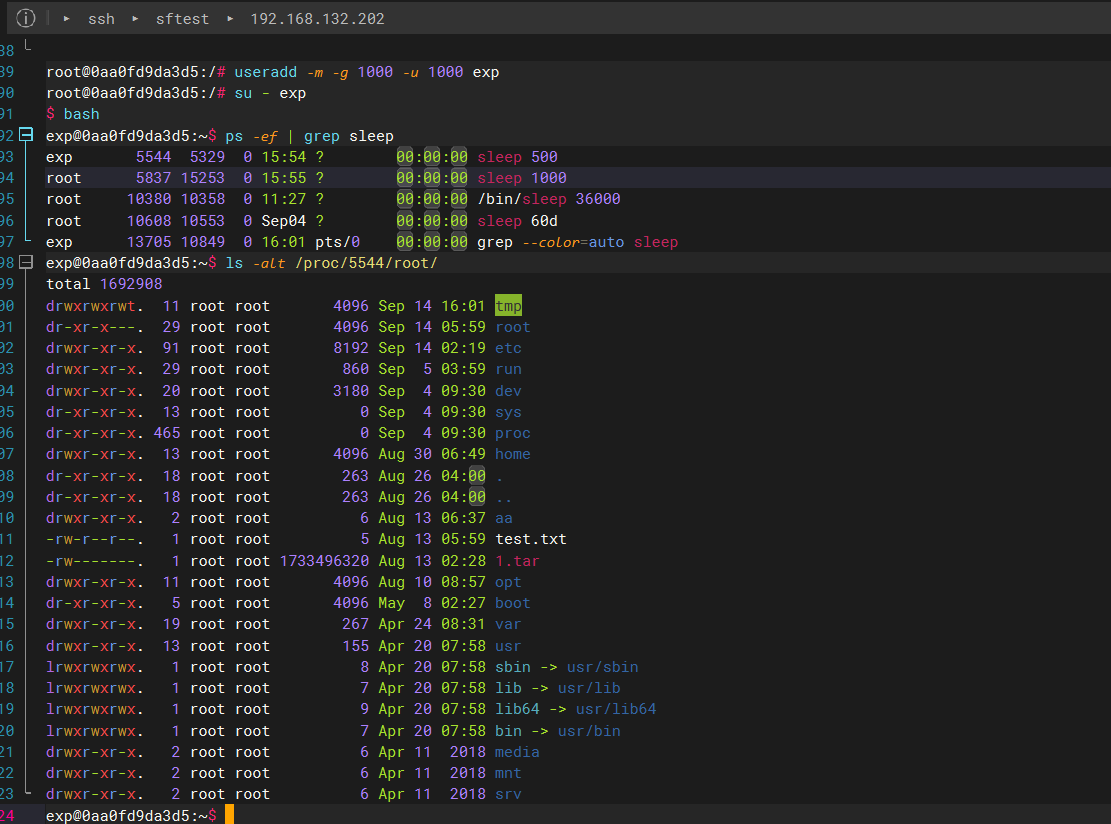 ssh ▸ sftest ▸ 192.168.132.202
88
89 root@0aa0fd9da3d5:/# useradd -m -g 1000 -u 1000 exp
90 root@0aa0fd9da3d5:/# su - exp
91 $ bash
92 exp@0aa0fd9da3d5:~$ ps -ef | grep sleep
93 exp 5544 5329 0 15:54 ? 00:00:00 sleep 500
94 root 5837 15253 0 15:55 ? 00:00:00 sleep 1000
95 root 10380 10358 0 11:27 ? 00:00:00 /bin/sleep 36000
96 root 10608 10553 0 Sep04 ? 00:00:00 sleep 60d
97 exp 13705 10849 0 16:01 pts/0 00:00:00 grep --color=auto sleep
98 exp@0aa0fd9da3d5:~$ ls -alt /proc/5544/root/
99 total 1692908
00 drwxrwxrwt. 11 root root 4096 Sep 14 16:01 tmp
01 dr-xr-x---. 29 root root 4096 Sep 14 05:59 root
02 drwxr-xr-x. 91 root root 8192 Sep 14 02:19 etc
03 drwxr-xr-x. 29 root root 860 Sep 5 03:59 run
04 drwxr-xr-x. 20 root root 3180 Sep 4 09:30 dev
05 dr-xr-xr-x. 13 root root 0 Sep 4 09:30 sys
06 dr-xr-xr-x. 465 root root 0 Sep 4 09:30 proc
07 drwxr-xr-x. 13 root root 4096 Aug 30 06:49 home
08 dr-xr-xr-x. 18 root root 263 Aug 26 04:00 .
09 dr-xr-xr-x. 18 root root 263 Aug 26 04:00 ..
10 drwxr-xr-x. 2 root root 6 Aug 13 06:37 aa
11 -rw-r--r--. 1 root root 5 Aug 13 05:59 test.txt
12 -rw-------. 1 root root 1733496320 Aug 13 02:28 1.tar
13 drwxr-xr-x. 11 root root 4096 Aug 10 08:57 opt
14 dr-xr-xr-x. 5 root root 4096 May 8 02:27 boot
15 drwxr-xr-x. 19 root root 267 Apr 24 08:31 var
16 drwxr-xr-x. 13 root root 155 Apr 20 07:58 usr
17 lrwxrwxrwx. 1 root root 8 Apr 20 07:58 sbin -> usr/sbin
18 lrwxrwxrwx. 1 root root 7 Apr 20 07:58 lib -> usr/lib
19 lrwxrwxrwx. 1 root root 9 Apr 20 07:58 lib64 -> usr/lib64
20 lrwxrwxrwx. 1 root root 7 Apr 20 07:58 bin -> usr/bin
21 drwxr-xr-x. 2 root root 6 Apr 11 2018 media
22 drwxr-xr-x. 2 root root 6 Apr 11 2018 mnt
23 drwxr-xr-x. 2 root root 6 Apr 11 2018 srv
24 exp@0aa0fd9da3d5:~$